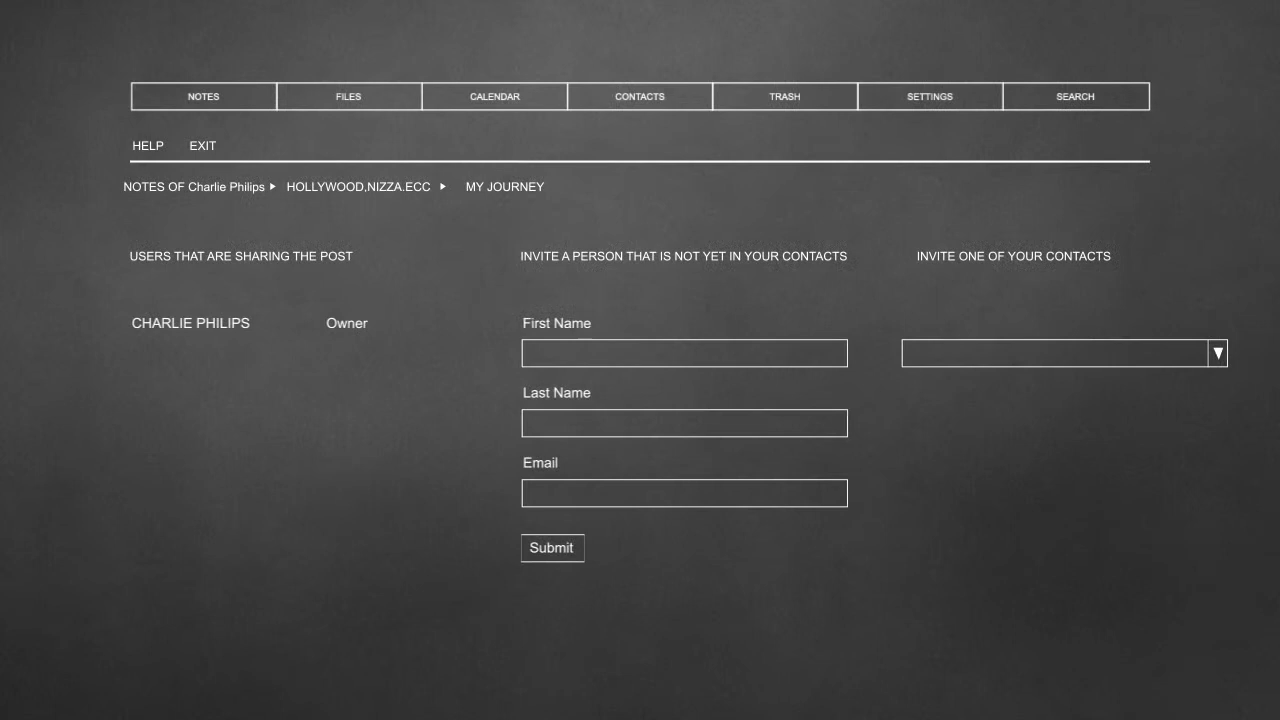 NOTES FILES CALENDAR CONTACTS TRASH SETTINGS SEARCH
HELP EXIT
NOTES OF Charlie Philips HOLLYWOOD,NIZZA.ECC MY JOURNEY
USERS THAT ARE SHARING THE POST INVITE A PERSON THAT IS NOT YET IN YOUR CONTACTS INVITE ONE OF YOUR CONTACTS
CHARLIE PHILIPS Owner First Name
Last Name
Email
Submit